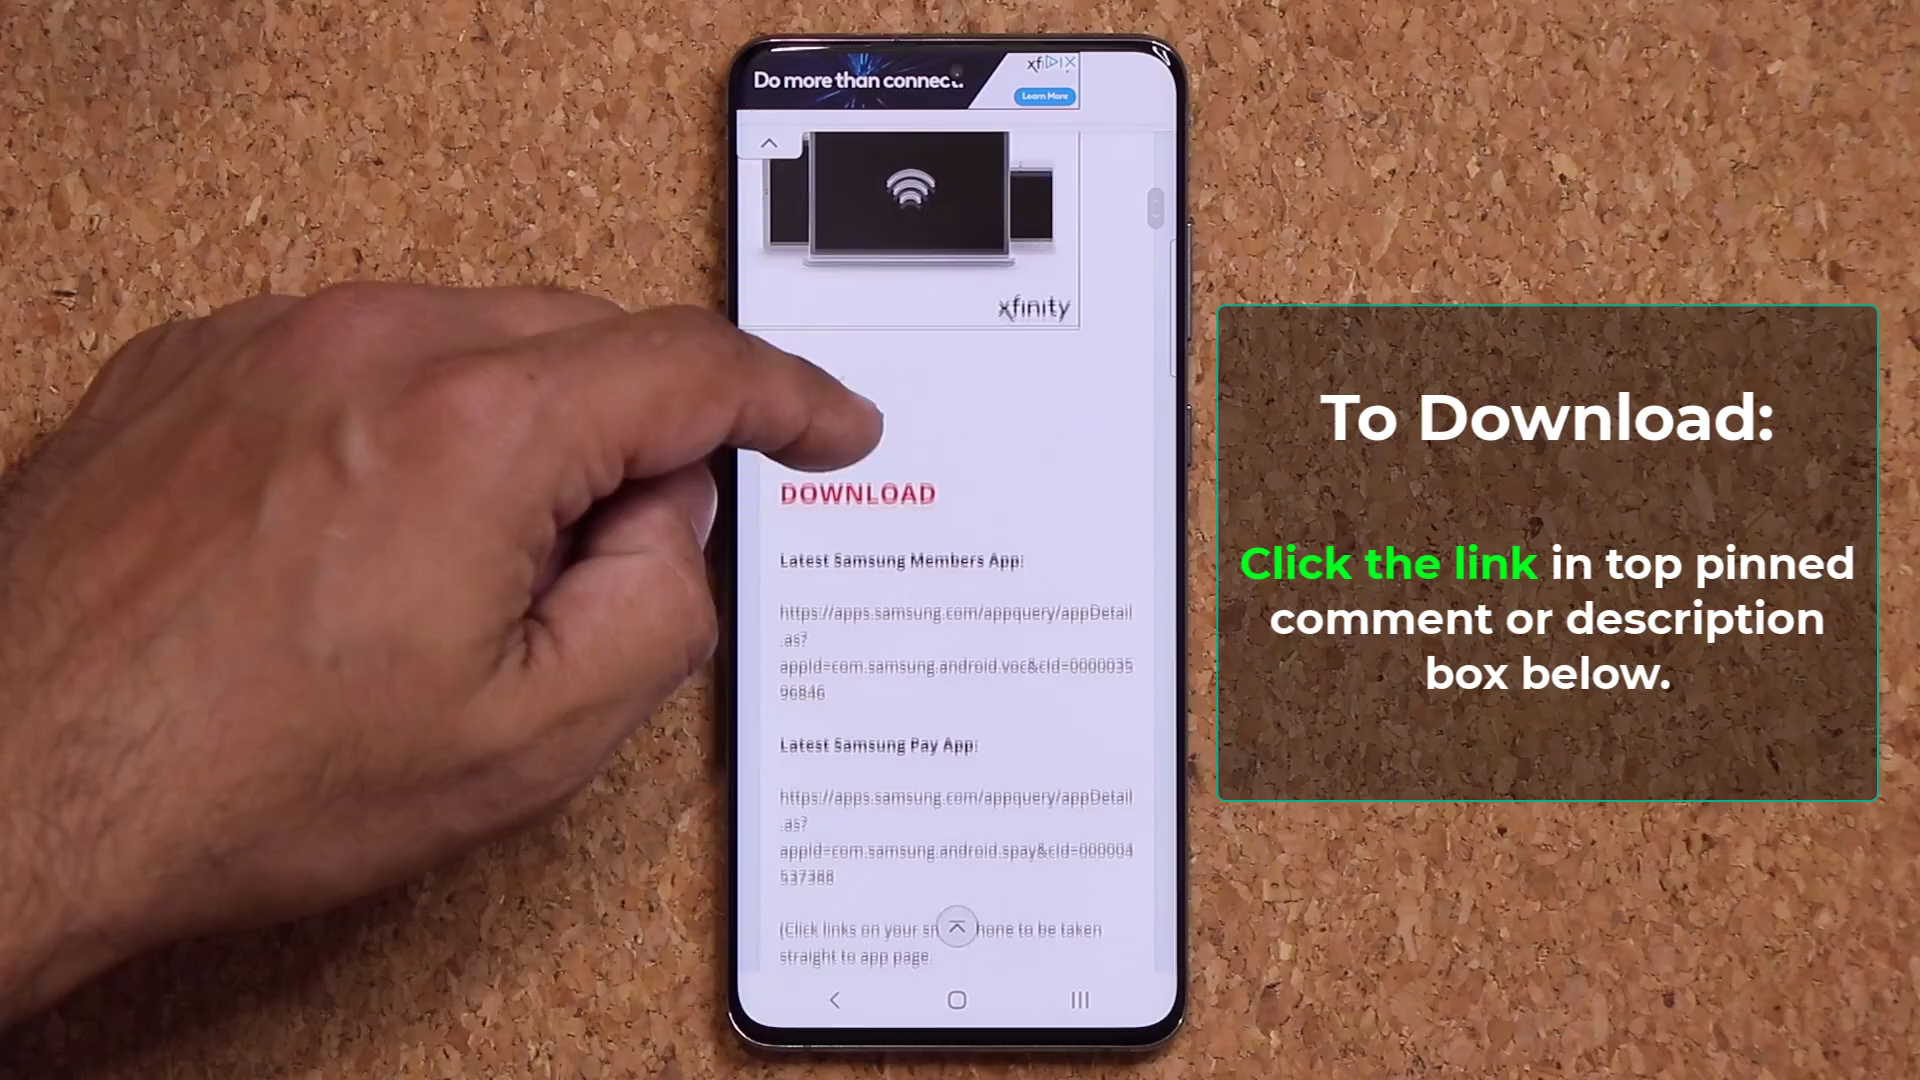 Do more than connect.
xfi
Learn More
xfinity
DOWNLOAD
Latest Samsung Members App:
https://apps.samsung.com/appquery/appDetail
.as?
appId=com.samsung.android.voc&cId=0000035
96846
Latest Samsung Pay App:
https://apps.samsung.com/appquery/appDetail
.as?
appId=com.samsung.android.spay&cId=000004
537388
(Click links on your hone to be taken
straight to app page.
To Download:
Click the link in top pinned
comment or description
box below.